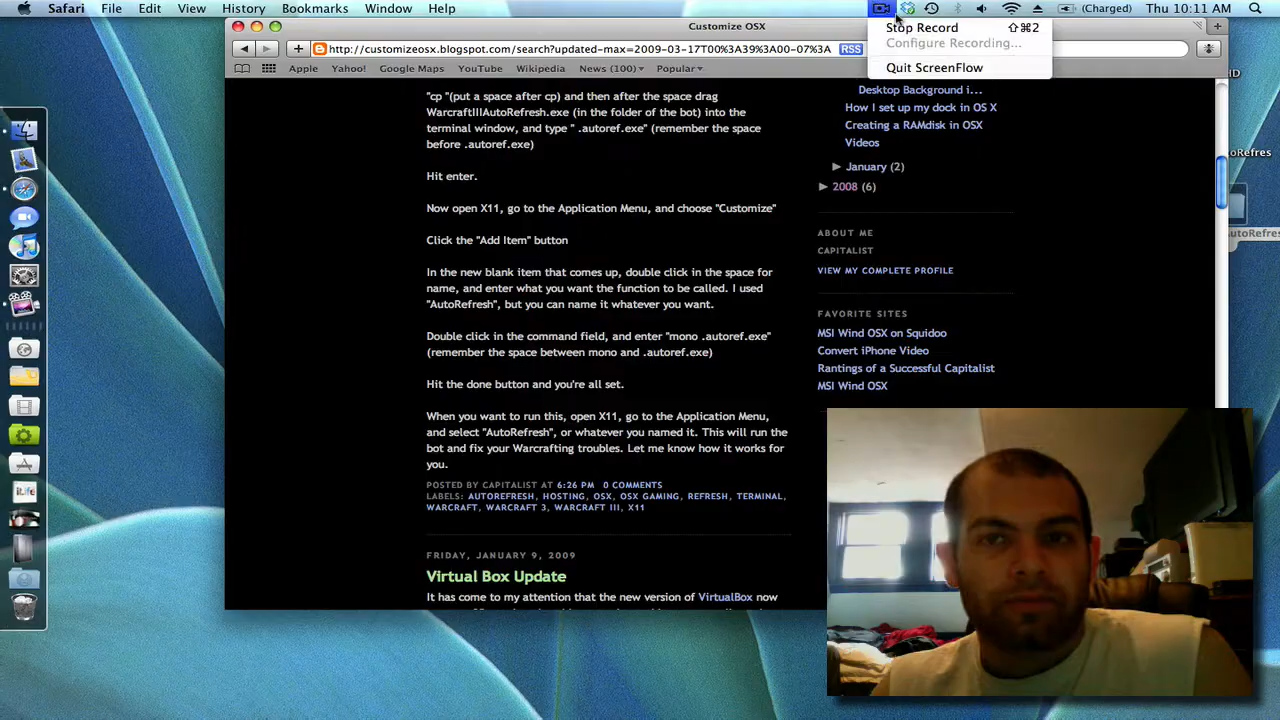 Safari File Edit View History Bookmarks Window Help (Charged) Thu 10:11 AM
Stop Record ⇧⌘2
Configure Recording...
Quit ScreenFlow
Customize OSX
http://customizeosx.blogspot.com/search?updated-max=2009-03-17T00%3A39%3A00-07%3A RSS
Apple Yahoo! Google Maps YouTube Wikipedia News (100) Popular
"cp "(put a space after cp) and then after the space drag
WarcraftIIIAutoRefresh.exe (in the folder of the bot) into the
terminal window, and type " .autoref.exe" (remember the space
before .autoref.exe)
Hit enter.
Now open X11, go to the Application Menu, and choose "Customize"
Click the "Add Item" button
In the new blank item that comes up, double click in the space for
name, and enter what you want the function to be called. I used
"AutoRefresh", but you can name it whatever you want.
Double click in the command field, and enter "mono .autoref.exe"
(remember the space between mono and .autoref.exe)
Hit the done button and you're all set.
When you want to run this, open X11, go to the Application Menu,
and select "AutoRefresh", or whatever you named it. This will run the
bot and fix your Warcrafting troubles. Let me know how it works for
you.
POSTED BY CAPITALIST AT 6:26 PM 0 COMMENTS
LABELS: AUTOREFRESH, HOSTING, OSX, OSX GAMING, REFRESH, TERMINAL,
WARCRAFT, WARCRAFT 3, WARCRAFT III, X11
FRIDAY, JANUARY 9, 2009
Virtual Box Update
It has come to my attention that the new version of VirtualBox now
Desktop Background i...
How I set up my dock in OS X
Creating a RAMdisk in OSX
Videos
► January (2)
► 2008 (6)
ABOUT ME
CAPITALIST
VIEW MY COMPLETE PROFILE
FAVORITE SITES
MSI Wind OSX on Squidoo
Convert iPhone Video
Rantings of a Successful Capitalist
MSI Wind OSX
HD
toRefres
utoRefres
iLife